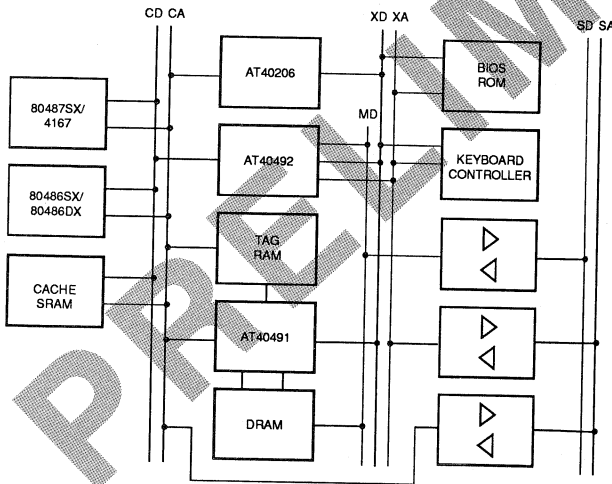 CD CA
XD XA
SD SA
MD
80487SX/
4167
AT40206
BIOS
ROM
AT40492
KEYBOARD
CONTROLLER
80486SX/
80486DX
TAG
RAM
CACHE
SRAM
AT40491
DRAM
PRELIM